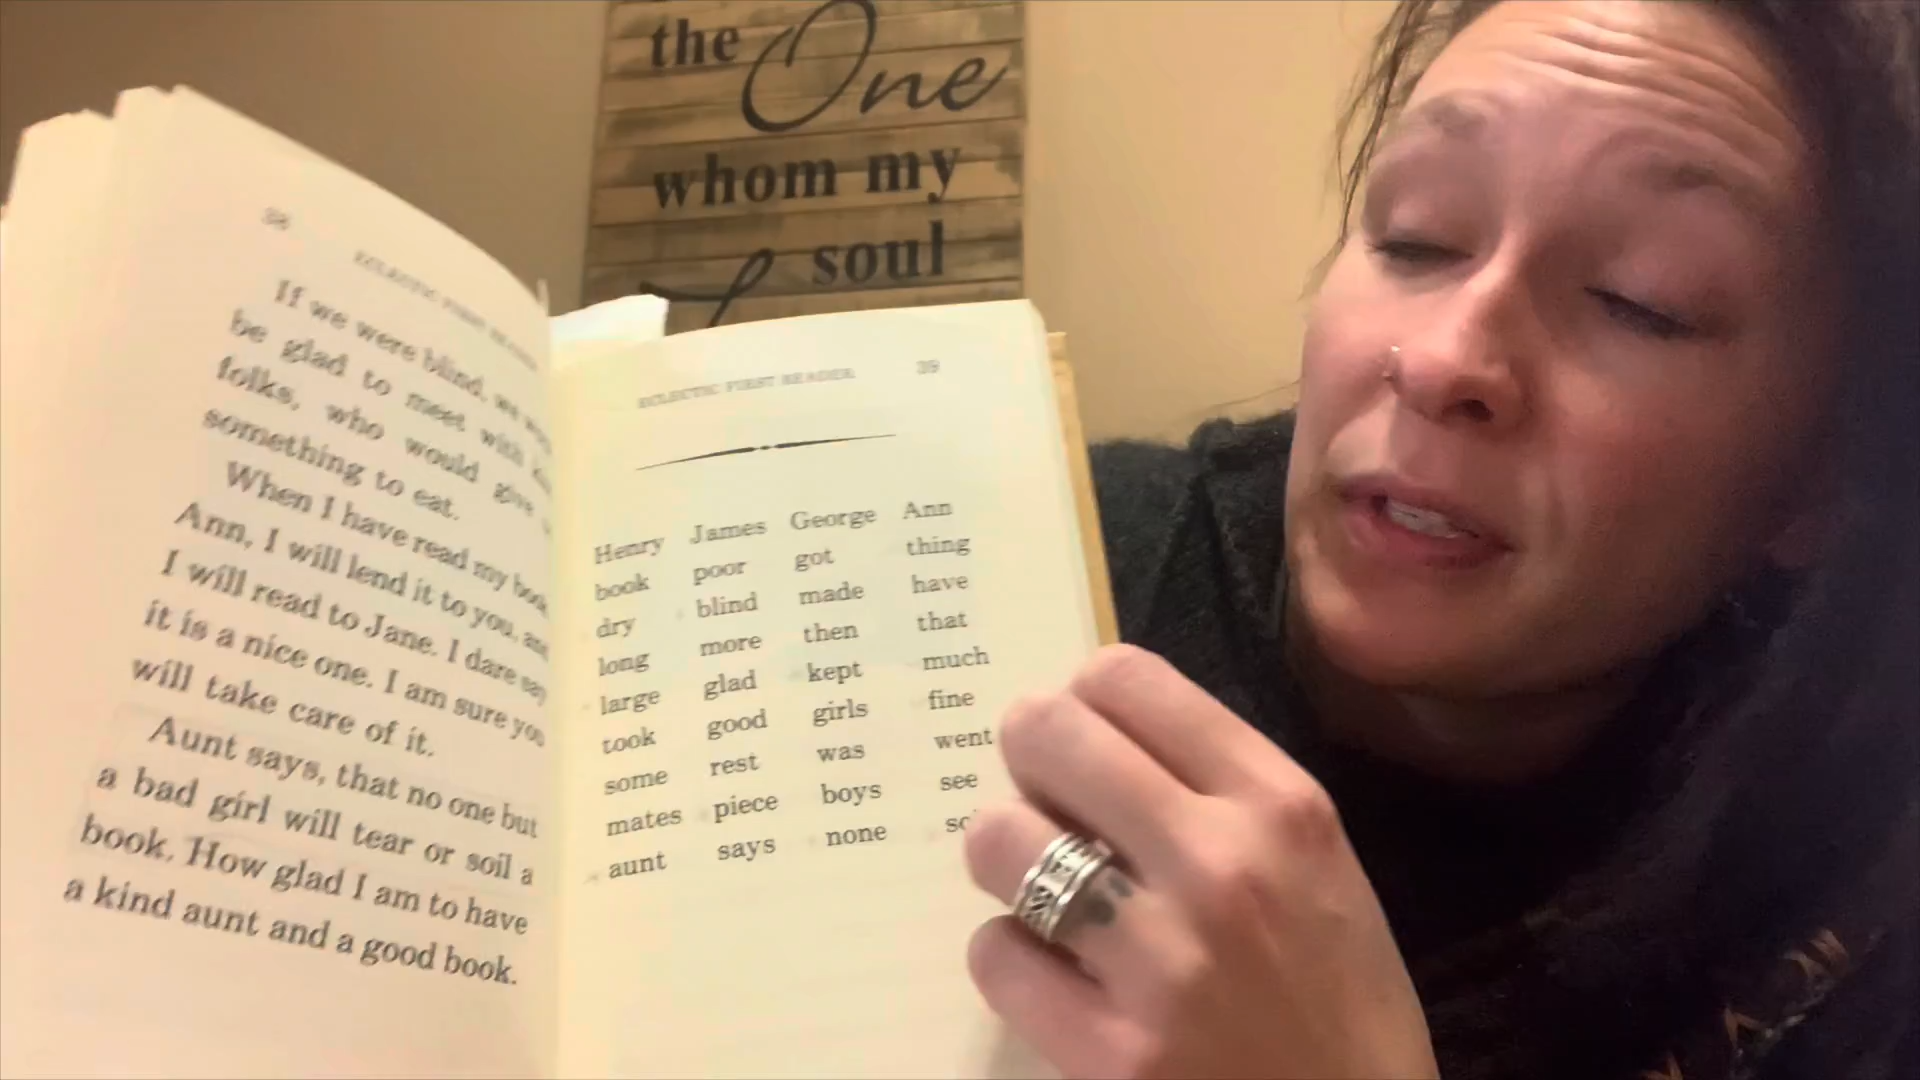 the One
whom my
soul
38
ECLECTIC FIRST READER
If we were blind, we
be glad to meet with
folks, who would give
something to eat.
When I have read my book
Ann, I will lend it to you, and
I will read to Jane. I dare say
it is a nice one. I am sure you
will take care of it.
Aunt says, that no one but
a bad girl will tear or soil a
book. How glad I am to have
a kind aunt and a good book.
ECLECTIC FIRST READER 39
Henry James George Ann
book poor got thing
dry blind made have
long more then that
large glad kept much
took good girls fine
some rest was went
mates piece boys see
aunt says none